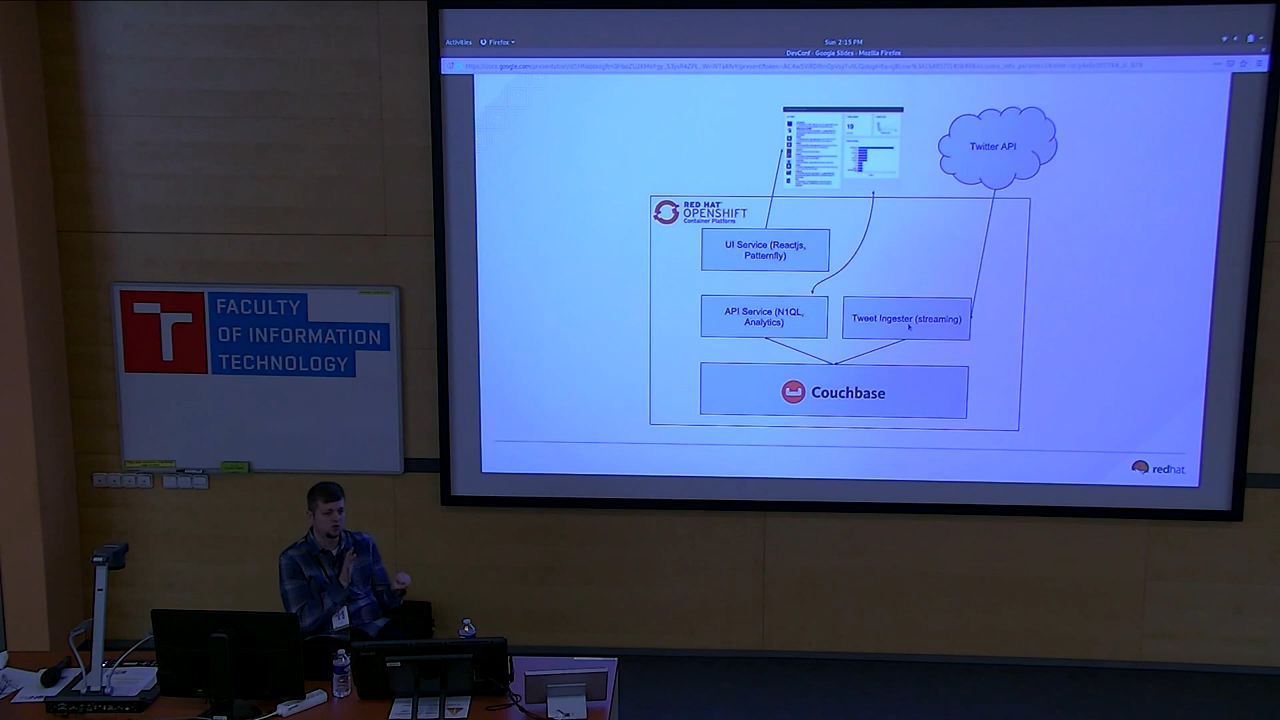 Activities
Firefox
Sun 2:15 PM
DevConf - Google Slides - Mozilla Firefox
19
Twitter API
RED HAT
OPENSHIFT
Container Platform
UI Service (Reactjs,
Patternfly)
API Service (N1QL,
Analytics)
Tweet Ingester (streaming)
Couchbase
redhat
T
FACULTY
OF INFORMATION
TECHNOLOGY